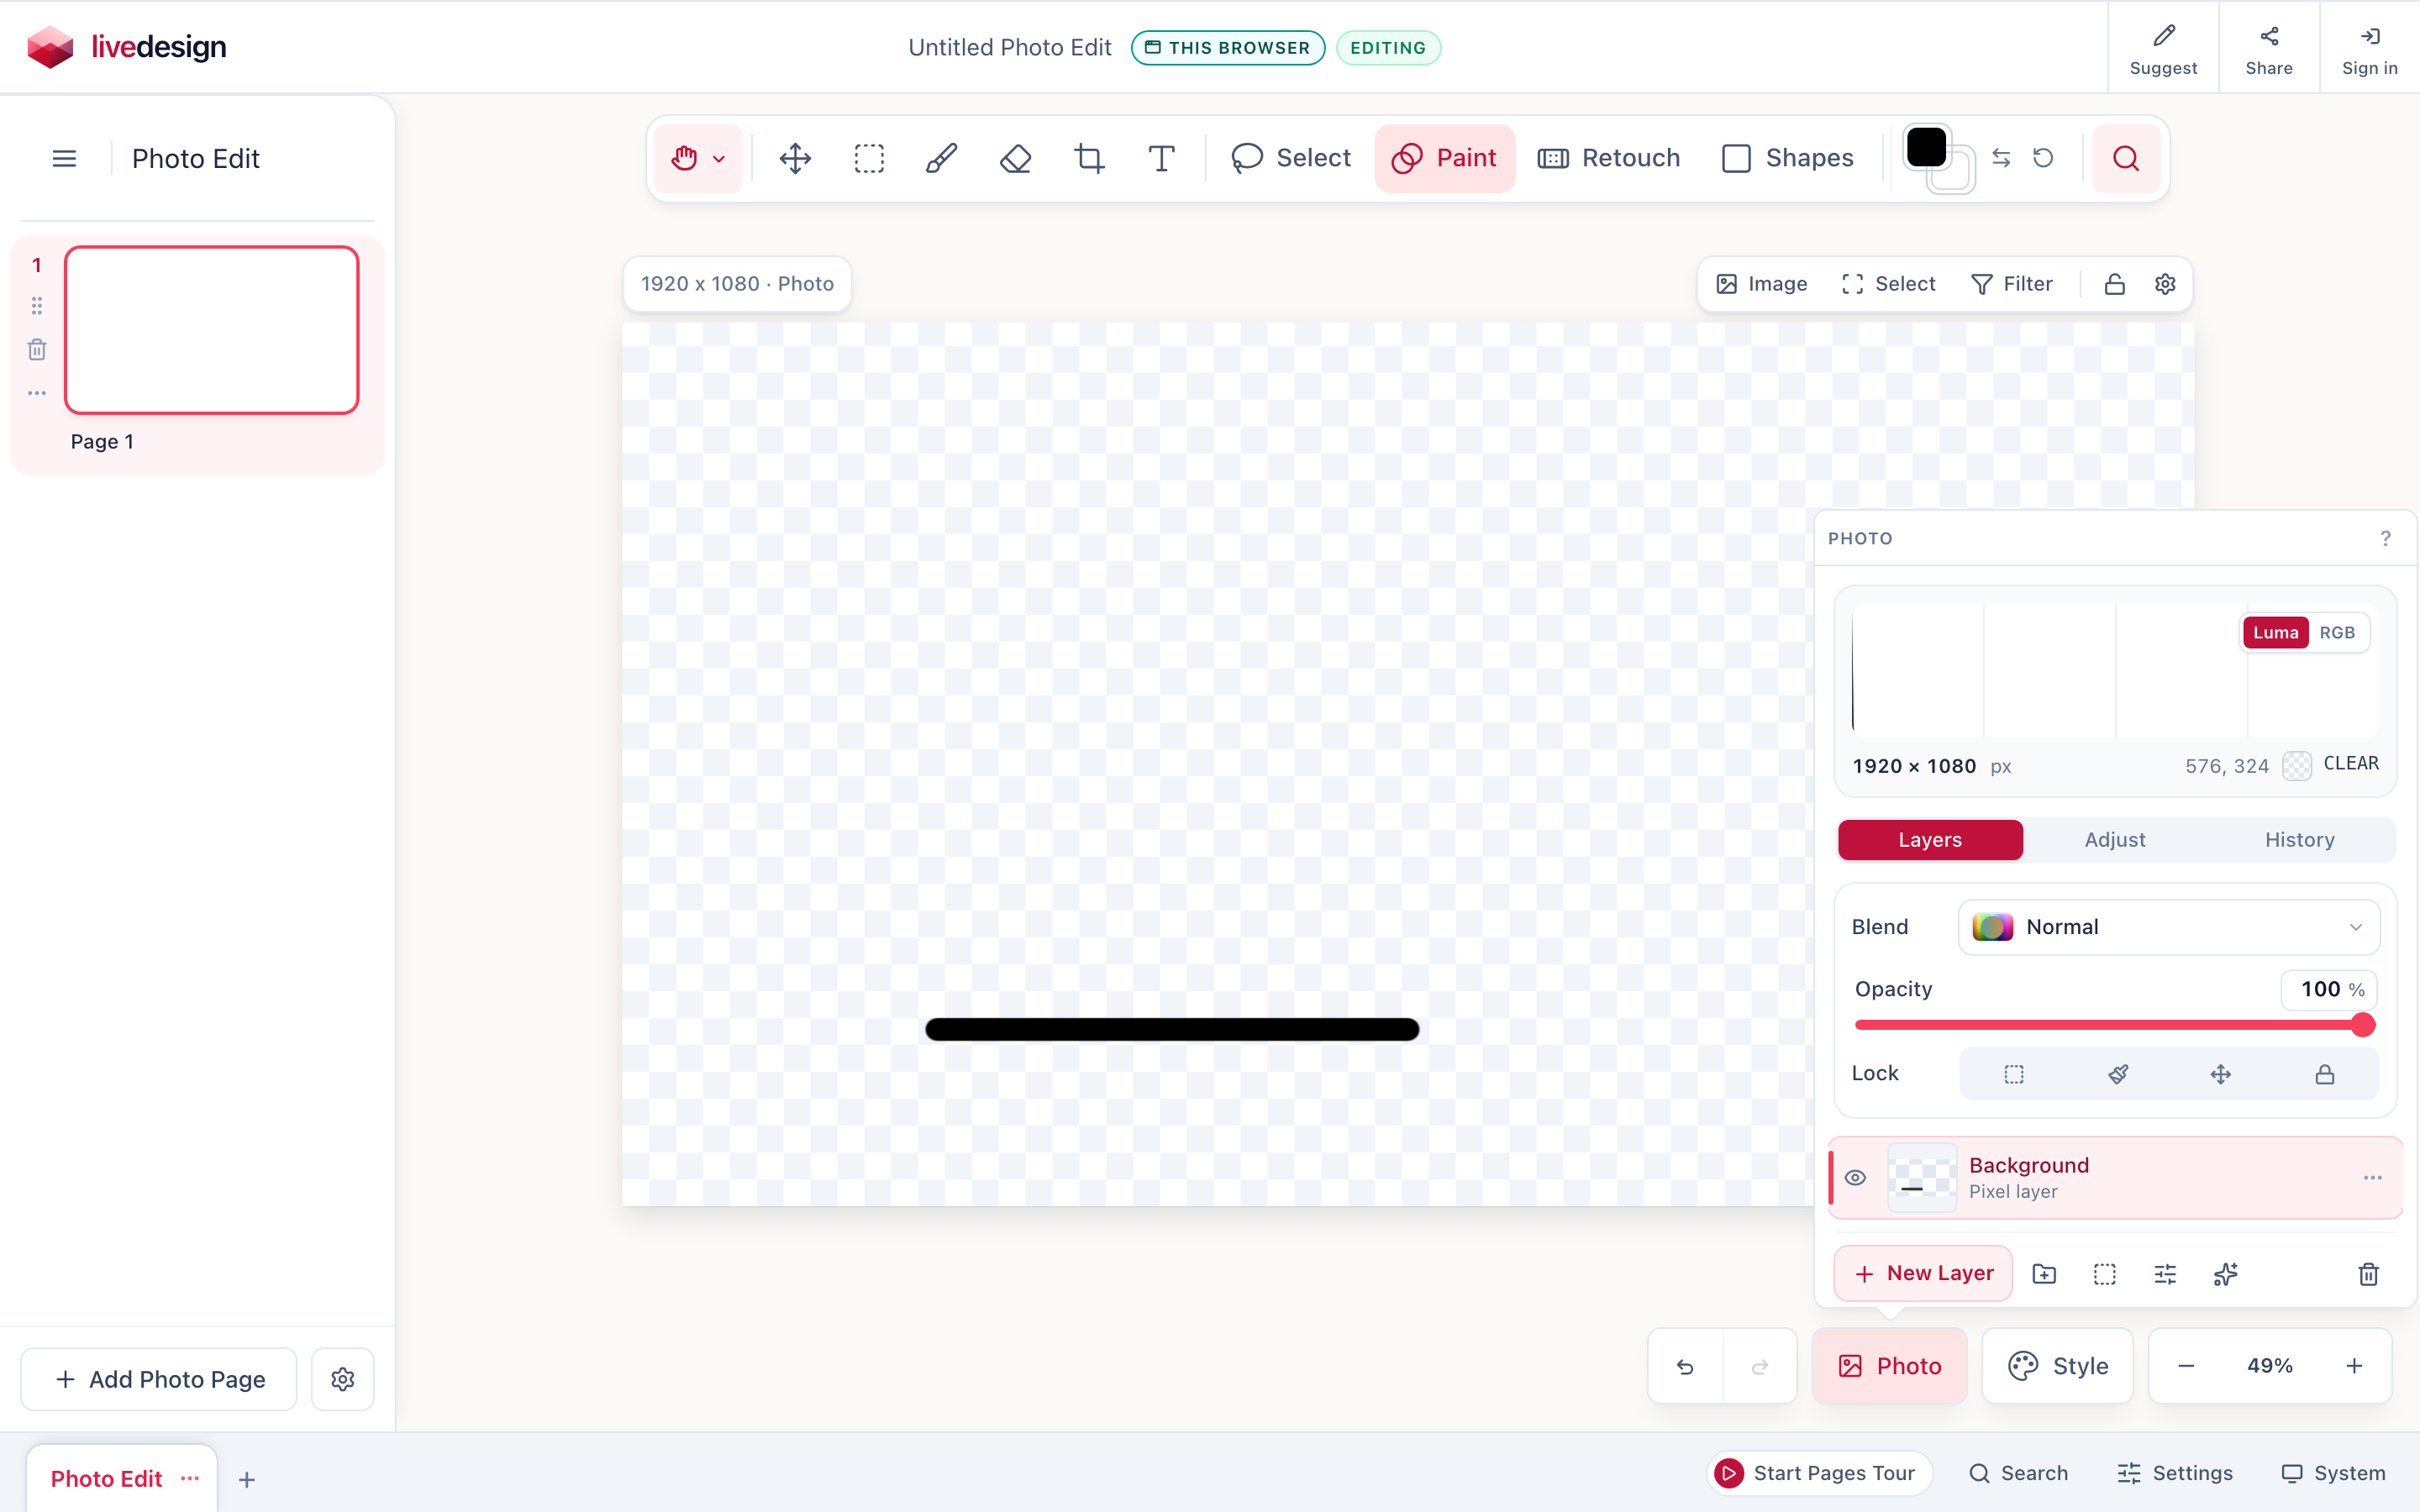 livedesign
Untitled Photo Edit
THIS BROWSER
EDITING
Suggest
Share
Sign in
Photo Edit
Select
Paint
Retouch
Shapes
1
Page 1
1920 x 1080 · Photo
Image
Select
Filter
PHOTO
?
Luma
RGB
1920 × 1080 px
576, 324
CLEAR
Layers
Adjust
History
Blend
Normal
Opacity
100 %
Lock
Background
Pixel layer
New Layer
Add Photo Page
Photo
Style
49%
Photo Edit
Start Pages Tour
Search
Settings
System